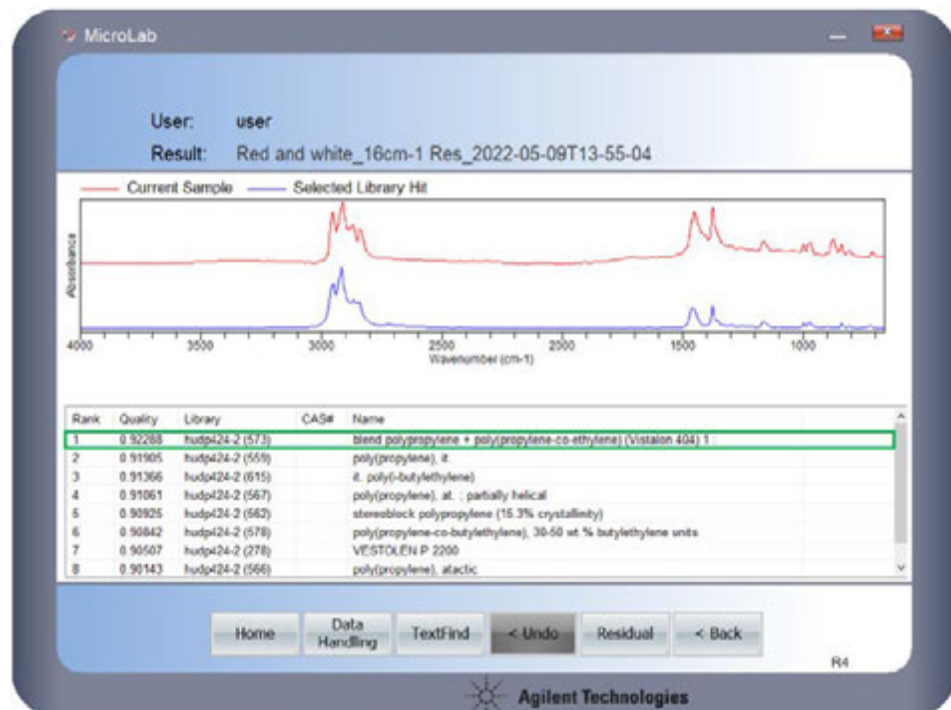 MicroLab
User: user
Result: Red and white_16cm-1 Res_2022-05-09T13-55-04
Current Sample Selected Library Hit
Absorbance
4000 3500 3000 2500 2000 1500 1000
Wavenumber (cm-1)
Rank Quality Library CAS# Name
1 0.92288 hudp424-2 (573) blend polypropylene + poly(propylene-co-ethylene) (Vistalon 404) 1 :
2 0.91905 hudp424-2 (559) poly(propylene), it
3 0.91366 hudp424-2 (615) it. poly(i-butylethylene)
4 0.91061 hudp424-2 (567) poly(propylene), at. ; partially helical
5 0.90925 hudp424-2 (562) stereoblock polypropylene (15.3% crystallinity)
6 0.90842 hudp424-2 (578) poly(propylene-co-butylethylene), 30-50 wt % butylethylene units
7 0.90507 hudp424-2 (278) VESTOLEN P 2200
8 0.90143 hudp424-2 (566) poly(propylene), atactic
Home Data Handling TextFind < Undo Residual < Back
R4
Agilent Technologies